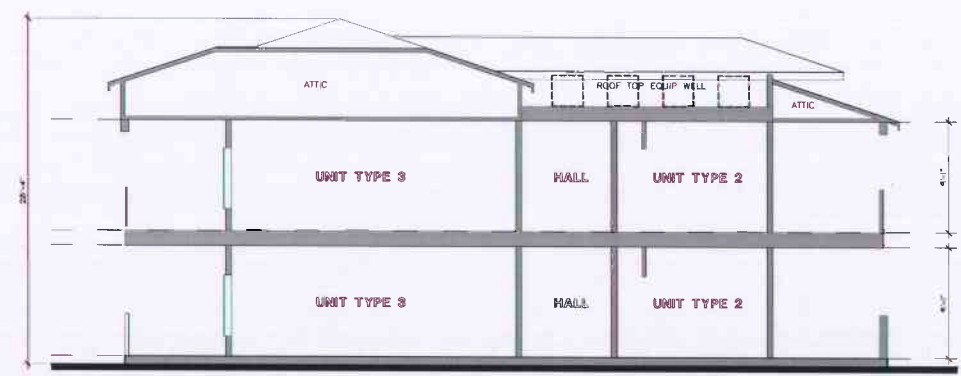 ATTIC
ROOF TOP EQUIP WELL
ATTIC
UNIT TYPE 3
HALL
UNIT TYPE 2
UNIT TYPE 3
HALL
UNIT TYPE 2